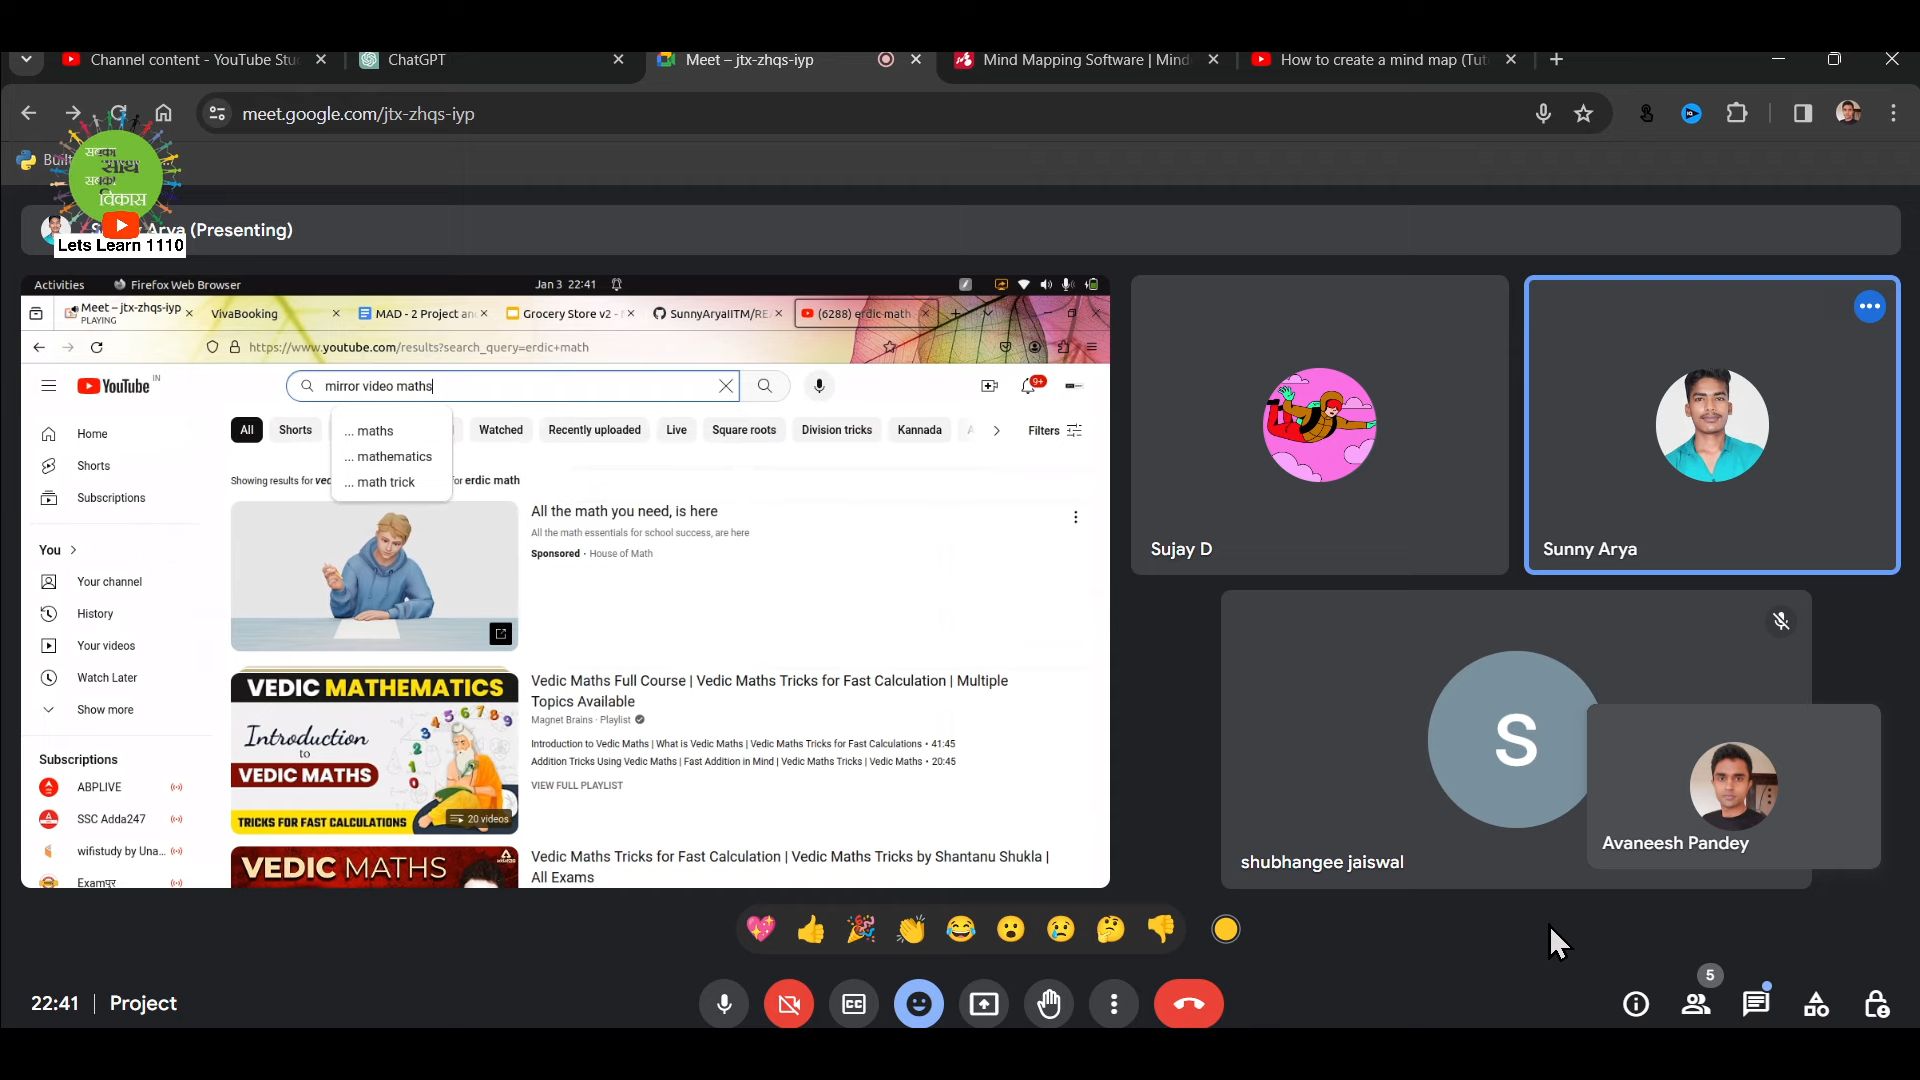 Channel content - YouTube Stu
ChatGPT
Meet – jtx-zhqs-iyp
Mind Mapping Software | Mind
How to create a mind map (Tut
meet.google.com/jtx-zhqs-iyp
सबका
साथ
सबका
विकास
Lets Learn 1110
Arya (Presenting)
Activities
Firefox Web Browser
Jan 3 22:41
Meet – jtx-zhqs-iyp
PLAYING
VivaBooking
MAD - 2 Project an
Grocery Store v2 -
SunnyAryaIITM/RE
(6288) erdic math
https://www.youtube.com/results?search_query=erdic+math
YouTube IN
mirror video maths
9+
... maths
... mathematics
... math trick
All
Shorts
Watched
Recently uploaded
Live
Square roots
Division tricks
Kannada
Filters
Home
Shorts
Subscriptions
You
Your channel
History
Your videos
Watch Later
Show more
Subscriptions
ABPLIVE
SSC Adda247
wifistudy by Una...
Examपुर
Showing results for
for erdic math
All the math you need, is here
All the math essentials for school success, are here
Sponsored · House of Math
VEDIC MATHEMATICS
Introduction
to
VEDIC MATHS
TRICKS FOR FAST CALCULATIONS
20 videos
Vedic Maths Full Course | Vedic Maths Tricks for Fast Calculation | Multiple
Topics Available
Magnet Brains · Playlist
Introduction to Vedic Maths | What is Vedic Maths | Vedic Maths Tricks for Fast Calculations • 41:45
Addition Tricks Using Vedic Maths | Fast Addition in Mind | Vedic Maths Tricks | Vedic Maths • 20:45
VIEW FULL PLAYLIST
VEDIC MATHS
Vedic Maths Tricks for Fast Calculation | Vedic Maths Tricks by Shantanu Shukla |
All Exams
Sujay D
Sunny Arya
S
shubhangee jaiswal
Avaneesh Pandey
22:41 | Project
5